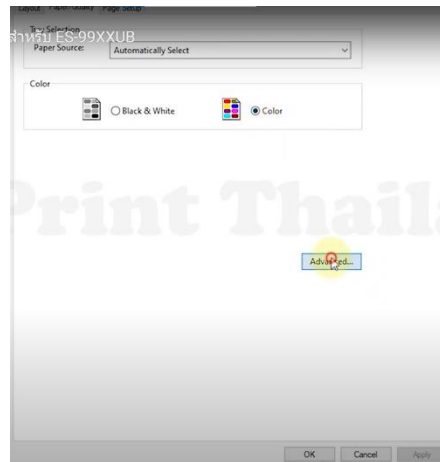 Layout Paper/Quality Page Setup
Tray Selection
สำหรับ ES-99XXUB
Paper Source:
Automatically Select
Color
Black & White
Color
Print Thaila
Advanced...
OK
Cancel
Apply